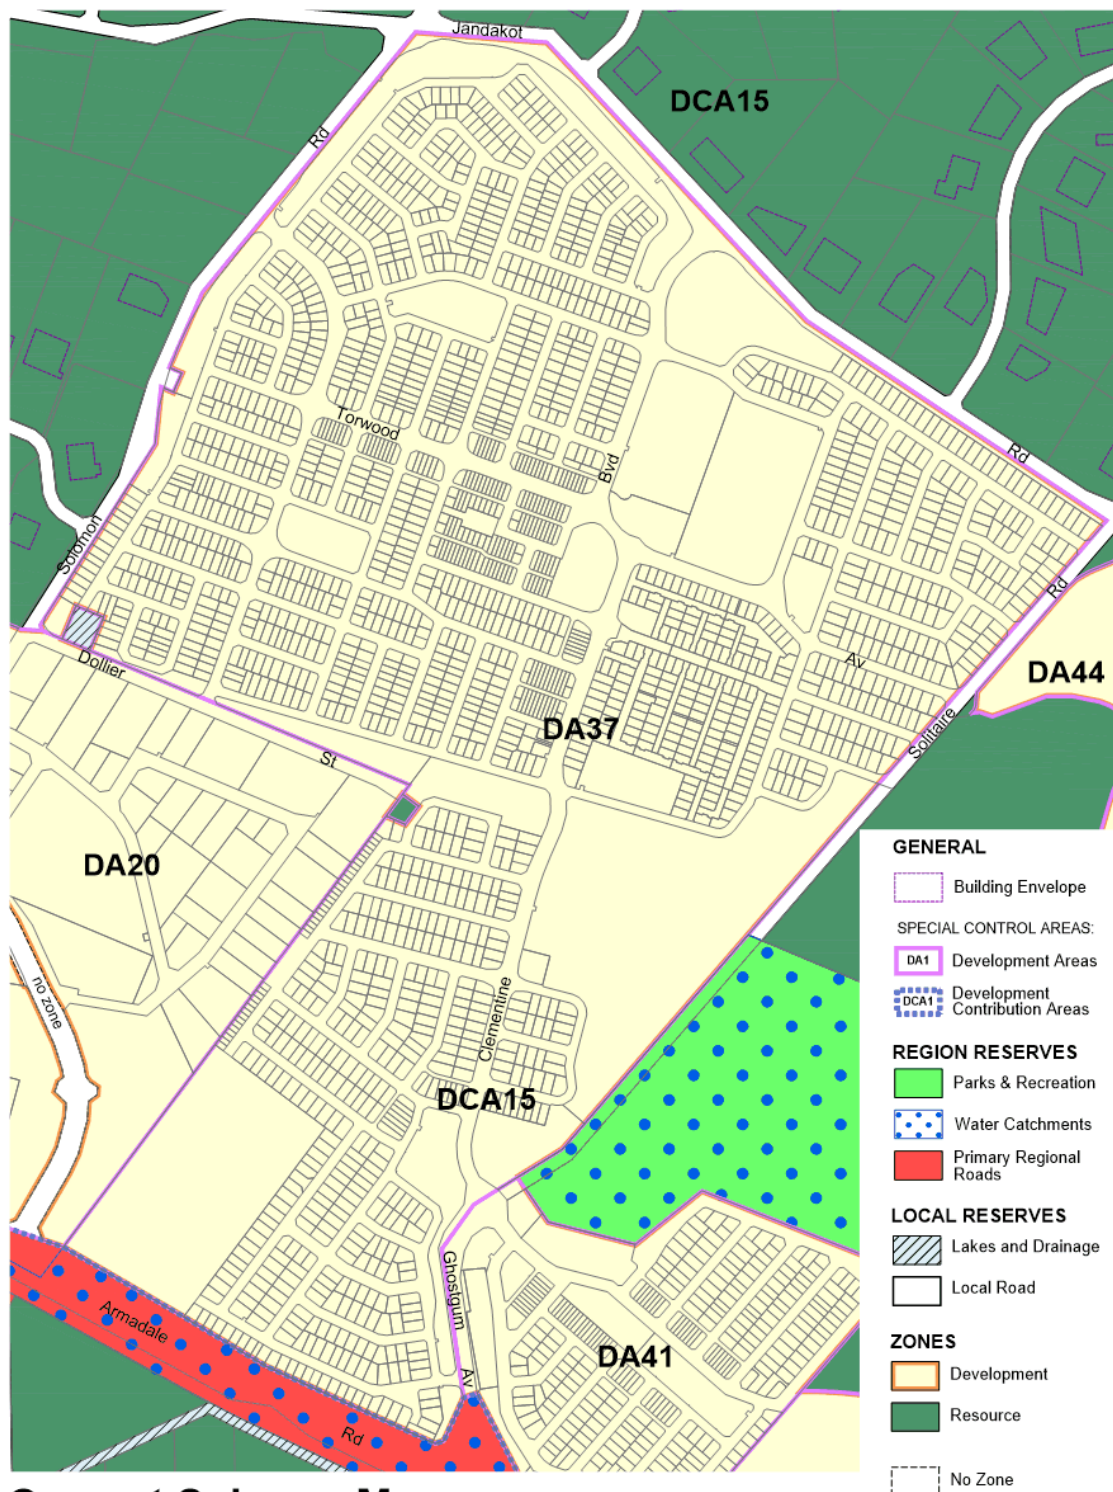 Jandakot
DCA15
Rd
Torwood
Bvd
Rd
Solomon
Rd
Av
DA44
Dollier
Solitaire
DA37
St
DA20
no zone
Clementine
DCA15
Ghostgum
Armadale
DA41
Av
Rd
GENERAL
Building Envelope
SPECIAL CONTROL AREAS:
DA1
Development Areas
DCA1
Development
Contribution Areas
REGION RESERVES
Parks & Recreation
Water Catchments
Primary Regional
Roads
LOCAL RESERVES
Lakes and Drainage
Local Road
ZONES
Development
Resource
No Zone